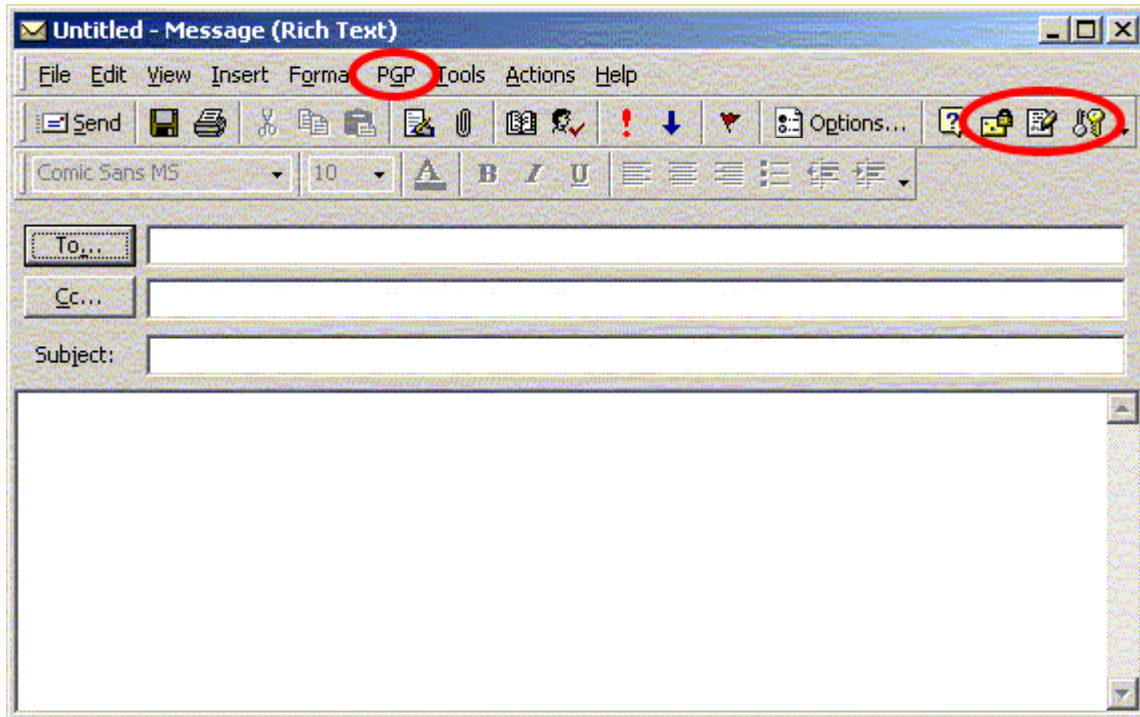 Untitled - Message (Rich Text)
File Edit View Insert Forma PGP Tools Actions Help
Send Options...
Comic Sans MS 10 A B I U
To...
Cc...
Subject: